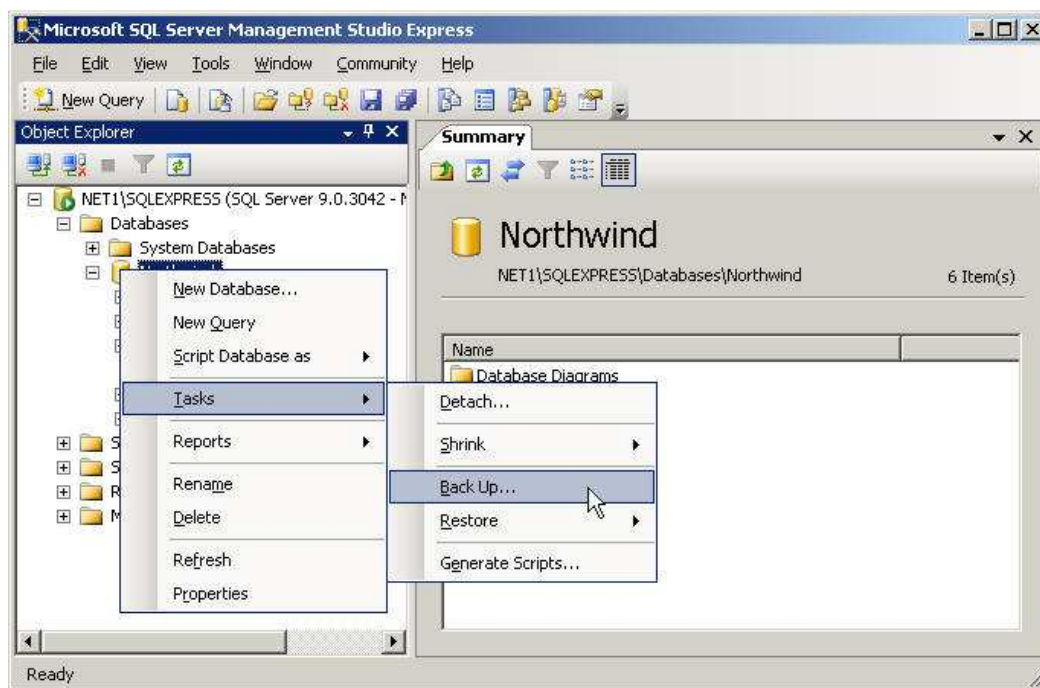 Microsoft SQL Server Management Studio Express
File Edit View Tools Window Community Help
New Query
Object Explorer
Summary
NET1\SQLEXPRESS (SQL Server 9.0.3042 -
Databases
System Databases
Northwind
NET1\SQLEXPRESS\Databases\Northwind 6 Item(s)
Name
Database Diagrams
New Database...
New Query
Script Database as
Tasks
Reports
Rename
Delete
Refresh
Properties
Detach...
Shrink
Back Up...
Restore
Generate Scripts...
S
S
R
M
Ready